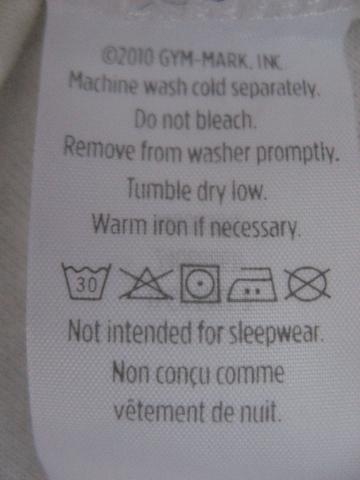 ©2010 GYM-MARK, INC.
Machine wash cold separately.
Do not bleach.
Remove from washer promptly.
Tumble dry low.
Warm iron if necessary.
30
Not intended for sleepwear.
Non conçu comme
vêtement de nuit.